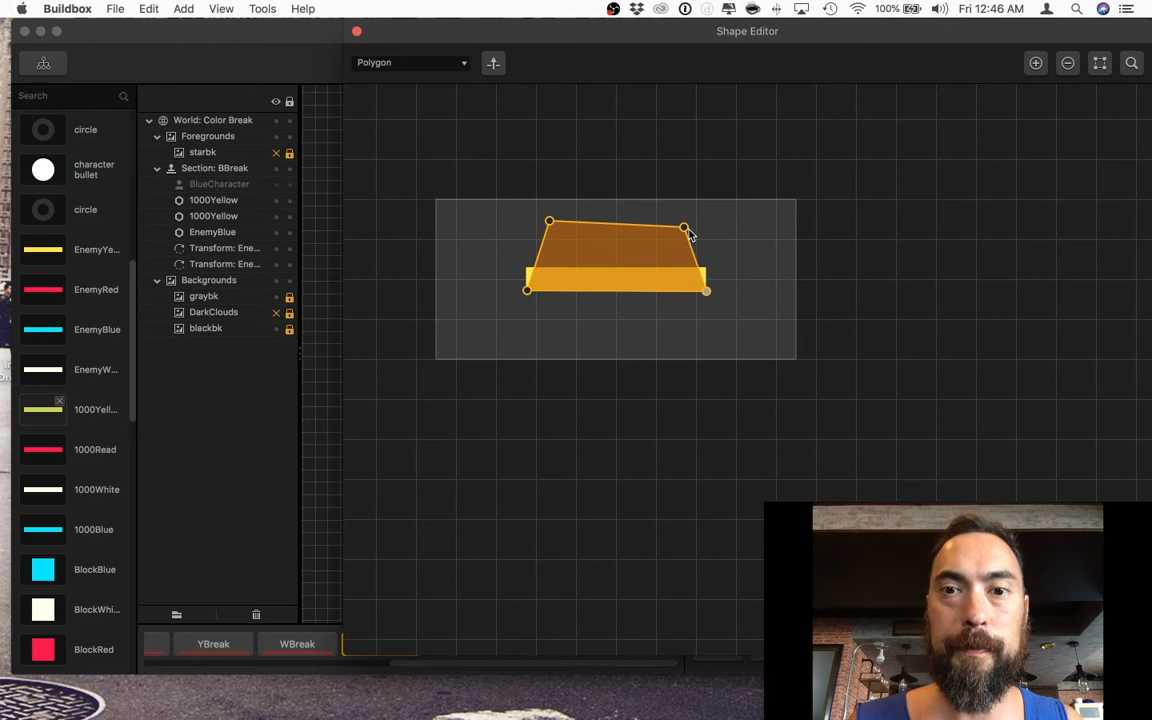 Buildbox File Edit Add View Tools Help 100% Fri 12:46 AM
Shape Editor
Polygon
Search
circle
character
bullet
circle
EnemyYe...
EnemyRed
EnemyBlue
EnemyW...
1000Yell...
1000Read
1000White
1000Blue
BlockBlue
BlockWhi...
BlockRed
World: Color Break
Foregrounds
starbk
Section: BBreak
BlueCharacter
1000Yellow
1000Yellow
EnemyBlue
Transform: Ene...
Transform: Ene...
Backgrounds
graybk
DarkClouds
blackbk
YBreak WBreak